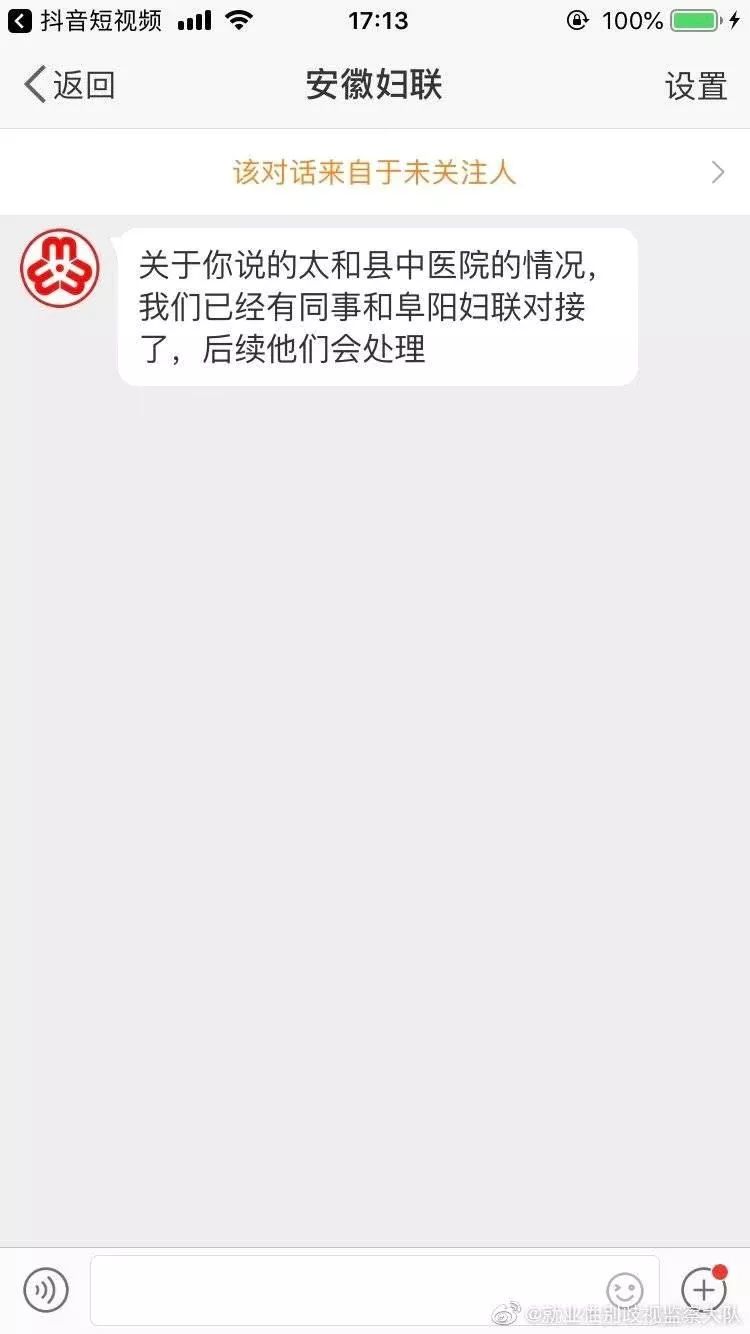 抖音短视频 17:13 100%
返回 安徽妇联 设置
该对话来自于未关注人
关于你说的太和县中医院的情况，
我们已经有同事和阜阳妇联对接
了，后续他们会处理
@就业性别歧视监察大队